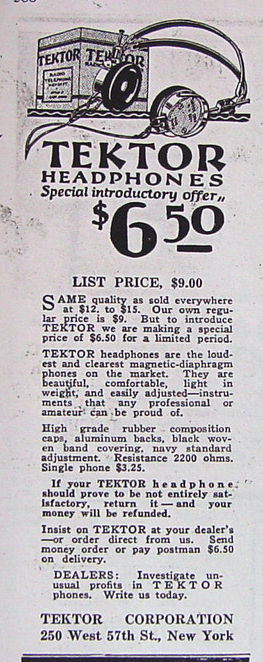 TEKTOR TEKTOR
RADIO
TELEPHONE
TEKTOR
HEADPHONES
Special introductory offer
$6.50
LIST PRICE, $9.00
SAME quality as sold everywhere
at $12. to $15. Our own regu-
lar price is $9. But to introduce
TEKTOR we are making a special
price of $6.50 for a limited period.
TEKTOR headphones are the loud-
est and clearest magnetic-diaphragm
phones on the market. They are
beautiful, comfortable, light in
weight, and easily adjusted—instru-
ments that any professional or
amateur can be proud of.
High grade rubber composition
caps, aluminum backs, black wov-
en band covering, navy standard
adjustment. Resistance 2200 ohms.
Single phone $3.25.
If your TEKTOR headphone
should prove to be not entirely sat-
isfactory, return it—and your
money will be refunded.
Insist on TEKTOR at your dealer's
—or order direct from us. Send
money order or pay postman $6.50
on delivery.
DEALERS: Investigate un-
usual profits in TEKTOR
phones. Write us today.
TEKTOR CORPORATION
250 West 57th St., New York